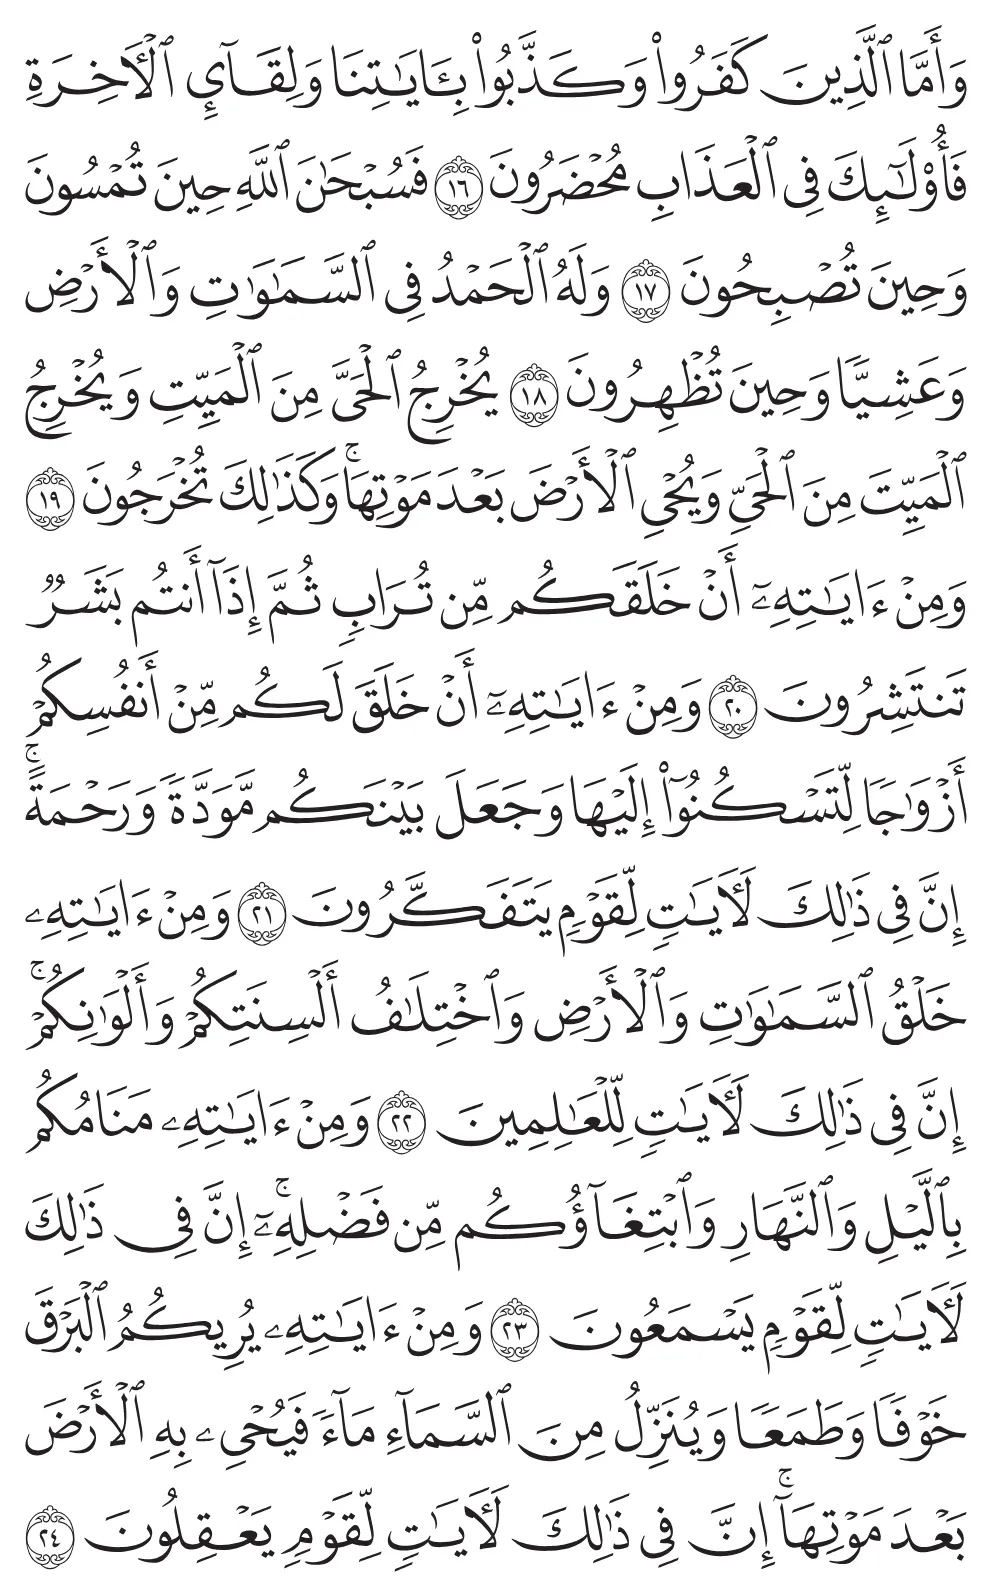 وَأَمَّا ٱلَّذِينَ كَفَرُواْ وَكَذَّبُواْ بِـَٔايَٰتِنَا وَلِقَآيِٕ ٱلۡأٓخِرَةِ
فَأُوْلَٰٓئِكَ فِي ٱلۡعَذَابِ مُحۡضَرُونَ ١٦ فَسُبۡحَٰنَ ٱللَّهِ حِينَ تُمۡسُونَ
وَحِينَ تُصۡبِحُونَ ١٧ وَلَهُ ٱلۡحَمۡدُ فِي ٱلسَّمَٰوَٰتِ وَٱلۡأَرۡضِ
وَعَشِيّٗا وَحِينَ تُظۡهِرُونَ ١٨ يُخۡرِجُ ٱلۡحَيَّ مِنَ ٱلۡمَيِّتِ وَيُخۡرِجُ
ٱلۡمَيِّتَ مِنَ ٱلۡحَيِّ وَيُحۡيِ ٱلۡأَرۡضَ بَعۡدَ مَوۡتِهَاۚ وَكَذَٰلِكَ تُخۡرَجُونَ ١٩
وَمِنۡ ءَايَٰتِهِۦٓ أَنۡ خَلَقَكُم مِّن تُرَابٖ ثُمَّ إِذَآ أَنتُم بَشَرٞ
تَنتَشِرُونَ ٢٠ وَمِنۡ ءَايَٰتِهِۦٓ أَنۡ خَلَقَ لَكُم مِّنۡ أَنفُسِكُمۡ
أَزۡوَٰجٗا لِّتَسۡكُنُوٓاْ إِلَيۡهَا وَجَعَلَ بَيۡنَكُم مَّوَدَّةٗ وَرَحۡمَةًۚ
إِنَّ فِي ذَٰلِكَ لَأٓيَٰتٖ لِّقَوۡمٖ يَتَفَكَّرُونَ ٢١ وَمِنۡ ءَايَٰتِهِۦ
خَلۡقُ ٱلسَّمَٰوَٰتِ وَٱلۡأَرۡضِ وَٱخۡتِلَٰفُ أَلۡسِنَتِكُمۡ وَأَلۡوَٰنِكُمۡۚ
إِنَّ فِي ذَٰلِكَ لَأٓيَٰتٖ لِّلۡعَٰلِمِينَ ٢٢ وَمِنۡ ءَايَٰتِهِۦ مَنَامُكُم
بِٱلَّيۡلِ وَٱلنَّهَارِ وَٱبۡتِغَآؤُكُم مِّن فَضۡلِهِۦٓۚ إِنَّ فِي ذَٰلِكَ
لَأٓيَٰتٖ لِّقَوۡمٖ يَسۡمَعُونَ ٢٣ وَمِنۡ ءَايَٰتِهِۦ يُرِيكُمُ ٱلۡبَرۡقَ
خَوۡفٗا وَطَمَعٗا وَيُنَزِّلُ مِنَ ٱلسَّمَآءِ مَآءٗ فَيُحۡيِۦ بِهِ ٱلۡأَرۡضَ
بَعۡدَ مَوۡتِهَآۚ إِنَّ فِي ذَٰلِكَ لَأٓيَٰتٖ لِّقَوۡمٖ يَعۡقِلُونَ ٢٤